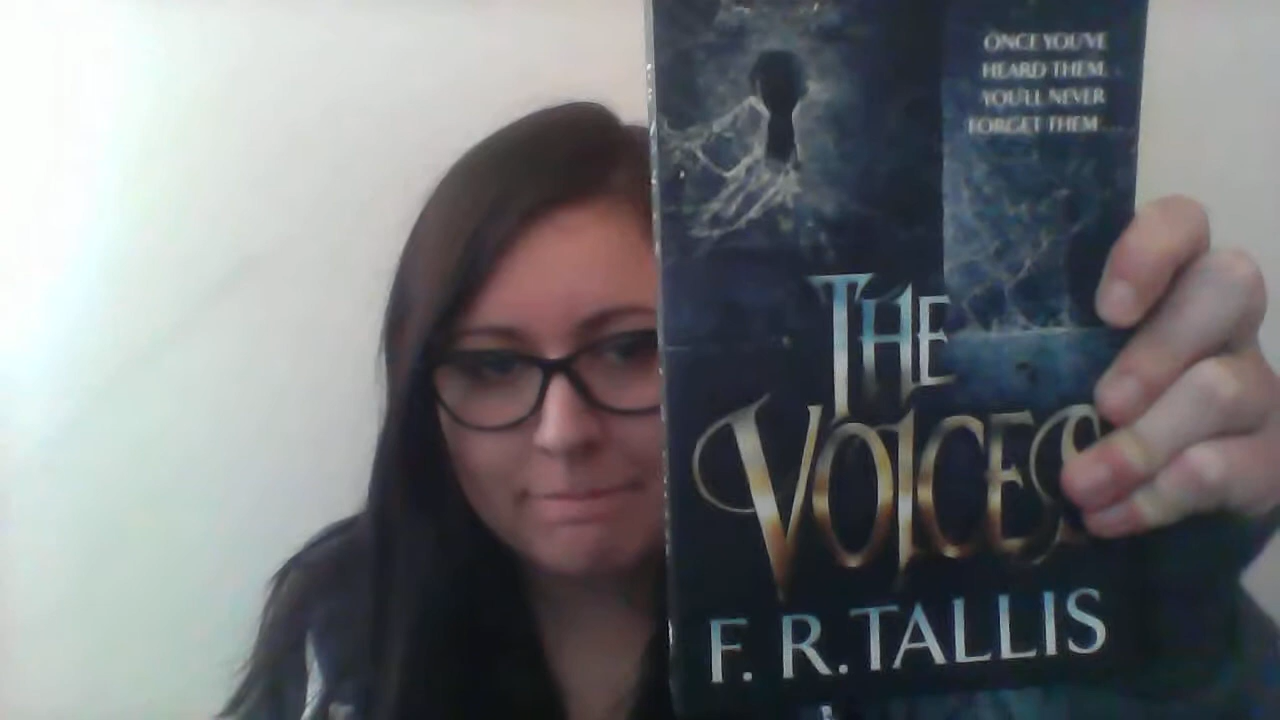 ONCE YOU'VE
HEARD THEM,
YOU'LL NEVER
FORGET THEM...
THE
VOICES
F. R. TALLIS